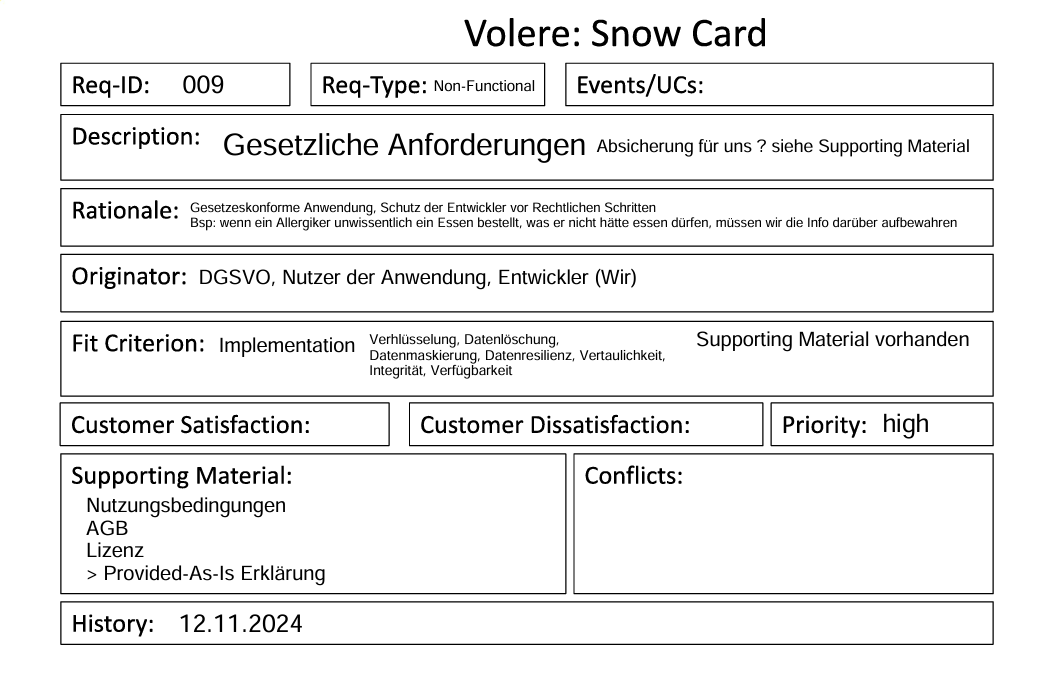 Volere: Snow Card
Req-ID: 009
Req-Type: Non-Functional
Events/UCs:
Description: Gesetzliche Anforderungen Absicherung für uns ? siehe Supporting Material
Rationale: Gesetzeskonforme Anwendung, Schutz der Entwickler vor Rechtlichen Schritten
Bsp: wenn ein Allergiker unwissentlich ein Essen bestellt, was er nicht hätte essen dürfen, müssen wir die Info darüber aufbewahren
Originator: DGSVO, Nutzer der Anwendung, Entwickler (Wir)
Fit Criterion: Implementation
Verhlüsselung, Datenlöschung,
Datenmaskierung, Datenresilienz, Vertaulichkeit,
Integrität, Verfügbarkeit
Supporting Material vorhanden
Customer Satisfaction:
Customer Dissatisfaction:
Priority: high
Supporting Material:
Nutzungsbedingungen
AGB
Lizenz
> Provided-As-Is Erklärung
Conflicts:
History: 12.11.2024